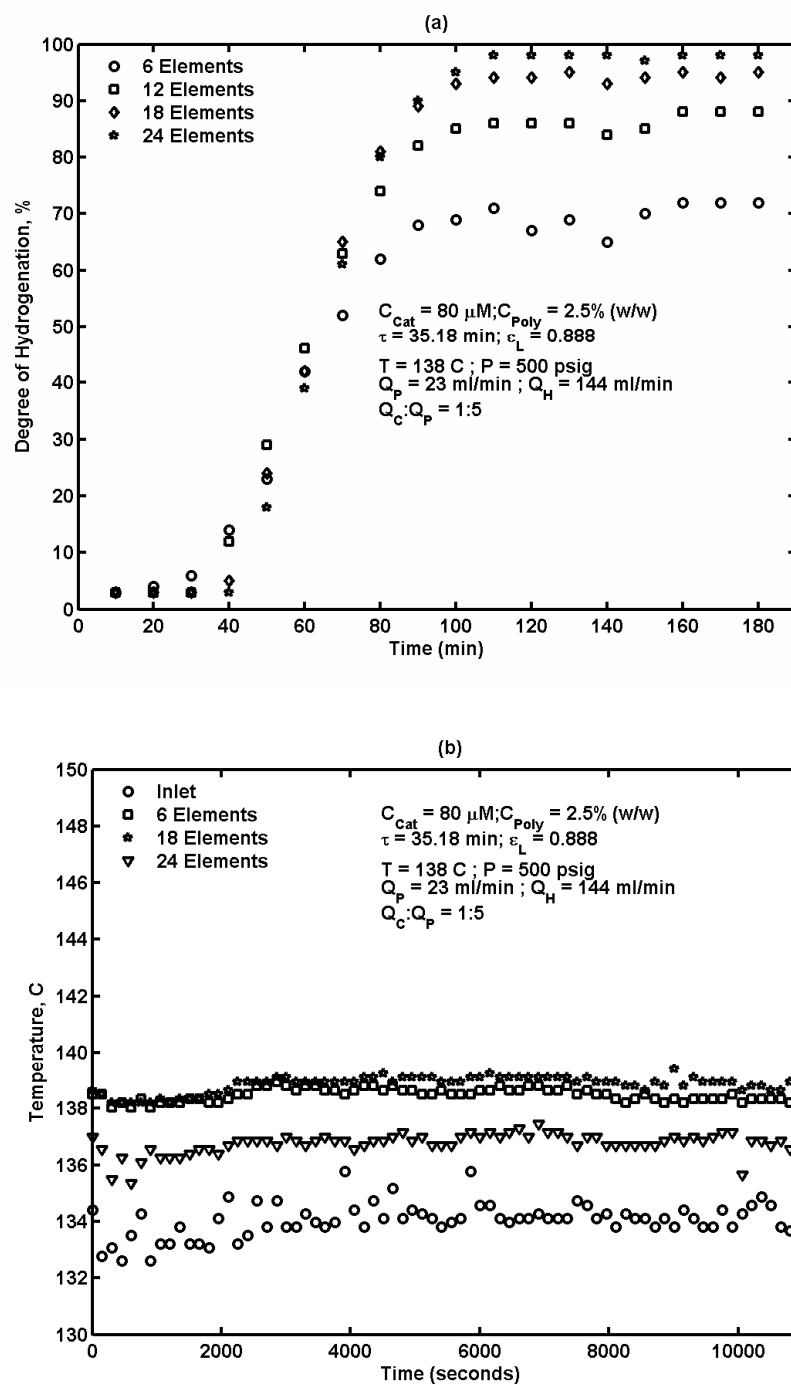 (a)
100
90
80
70
60
50
40
30
20
10
0
Degree of Hydrogenation, %
6 Elements
12 Elements
18 Elements
24 Elements
C_Cat = 80 μM;C_Poly = 2.5% (w/w)
τ = 35.18 min; ε_L = 0.888
T = 138 C ; P = 500 psig
Q_P = 23 ml/min ; Q_H = 144 ml/min
Q_C:Q_P = 1:5
0 20 40 60 80 100 120 140 160 180
Time (min)
(b)
150
148
146
144
142
140
138
136
134
132
130
Temperature, C
Inlet
6 Elements
18 Elements
24 Elements
C_Cat = 80 μM;C_Poly = 2.5% (w/w)
τ = 35.18 min; ε_L = 0.888
T = 138 C ; P = 500 psig
Q_P = 23 ml/min ; Q_H = 144 ml/min
Q_C:Q_P = 1:5
0 2000 4000 6000 8000 10000
Time (seconds)